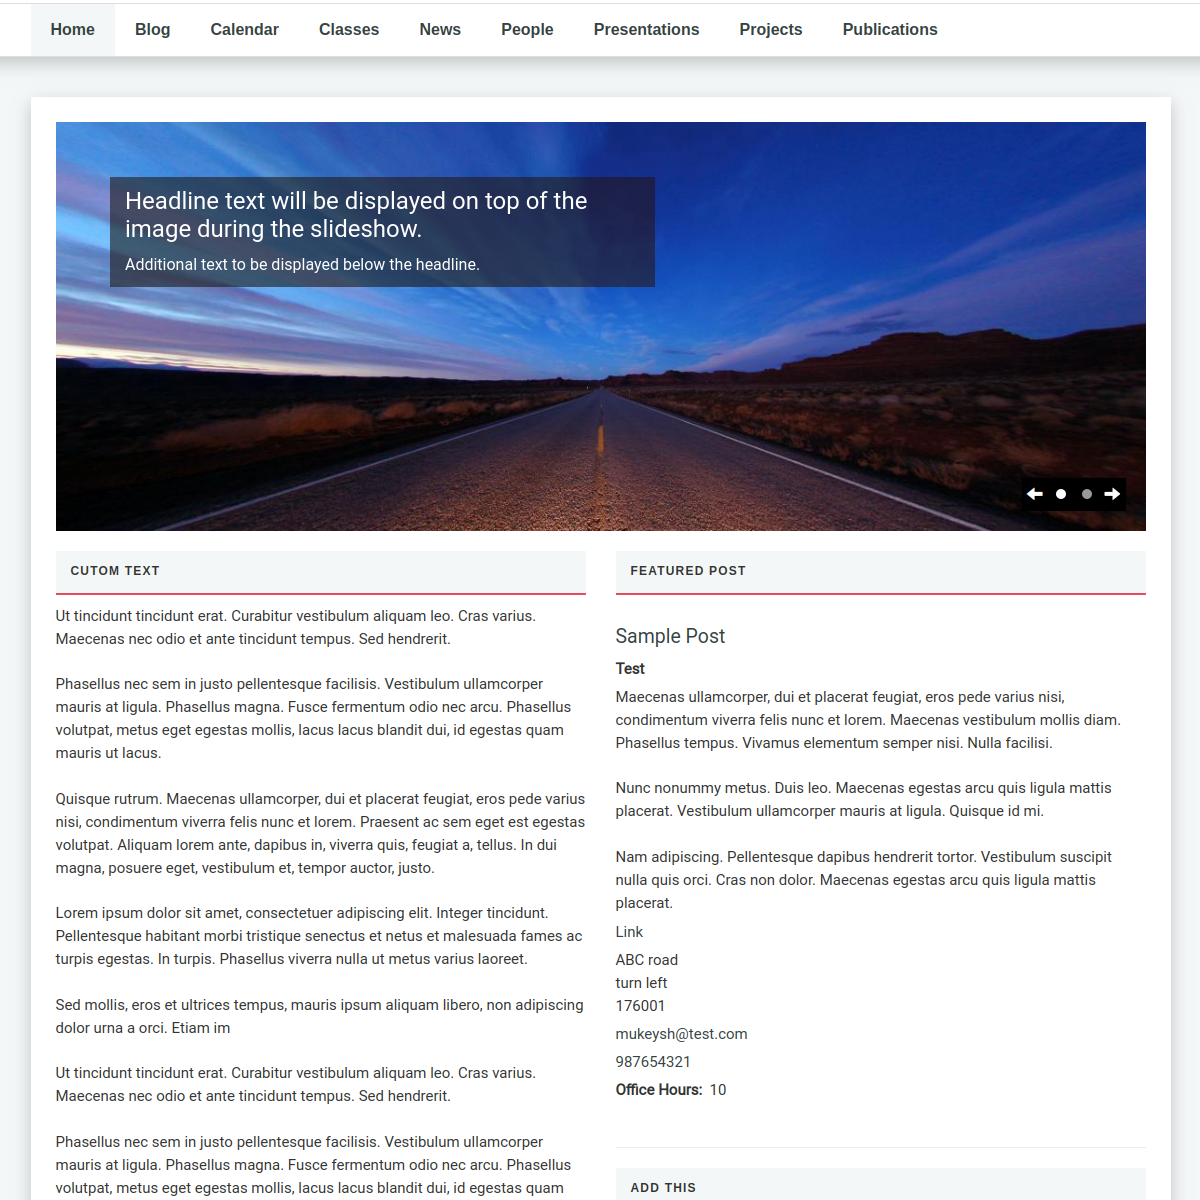 Home Blog Calendar Classes News People Presentations Projects Publications
Headline text will be displayed on top of the
image during the slideshow.
Additional text to be displayed below the headline.
CUTOM TEXT
Ut tincidunt tincidunt erat. Curabitur vestibulum aliquam leo. Cras varius.
Maecenas nec odio et ante tincidunt tempus. Sed hendrerit.
Phasellus nec sem in justo pellentesque facilisis. Vestibulum ullamcorper
mauris at ligula. Phasellus magna. Fusce fermentum odio nec arcu. Phasellus
volutpat, metus eget egestas mollis, lacus lacus blandit dui, id egestas quam
mauris ut lacus.
Quisque rutrum. Maecenas ullamcorper, dui et placerat feugiat, eros pede varius
nisi, condimentum viverra felis nunc et lorem. Praesent ac sem eget est egestas
volutpat. Aliquam lorem ante, dapibus in, viverra quis, feugiat a, tellus. In dui
magna, posuere eget, vestibulum et, tempor auctor, justo.
Lorem ipsum dolor sit amet, consectetuer adipiscing elit. Integer tincidunt.
Pellentesque habitant morbi tristique senectus et netus et malesuada fames ac
turpis egestas. In turpis. Phasellus viverra nulla ut metus varius laoreet.
Sed mollis, eros et ultrices tempus, mauris ipsum aliquam libero, non adipiscing
dolor urna a orci. Etiam im
Ut tincidunt tincidunt erat. Curabitur vestibulum aliquam leo. Cras varius.
Maecenas nec odio et ante tincidunt tempus. Sed hendrerit.
Phasellus nec sem in justo pellentesque facilisis. Vestibulum ullamcorper
mauris at ligula. Phasellus magna. Fusce fermentum odio nec arcu. Phasellus
volutpat, metus eget egestas mollis, lacus lacus blandit dui, id egestas quam
FEATURED POST
Sample Post
Test
Maecenas ullamcorper, dui et placerat feugiat, eros pede varius nisi,
condimentum viverra felis nunc et lorem. Maecenas vestibulum mollis diam.
Phasellus tempus. Vivamus elementum semper nisi. Nulla facilisi.
Nunc nonummy metus. Duis leo. Maecenas egestas arcu quis ligula mattis
placerat. Vestibulum ullamcorper mauris at ligula. Quisque id mi.
Nam adipiscing. Pellentesque dapibus hendrerit tortor. Vestibulum suscipit
nulla quis orci. Cras non dolor. Maecenas egestas arcu quis ligula mattis
placerat.
Link
ABC road
turn left
176001
mukeysh@test.com
987654321
Office Hours: 10
ADD THIS